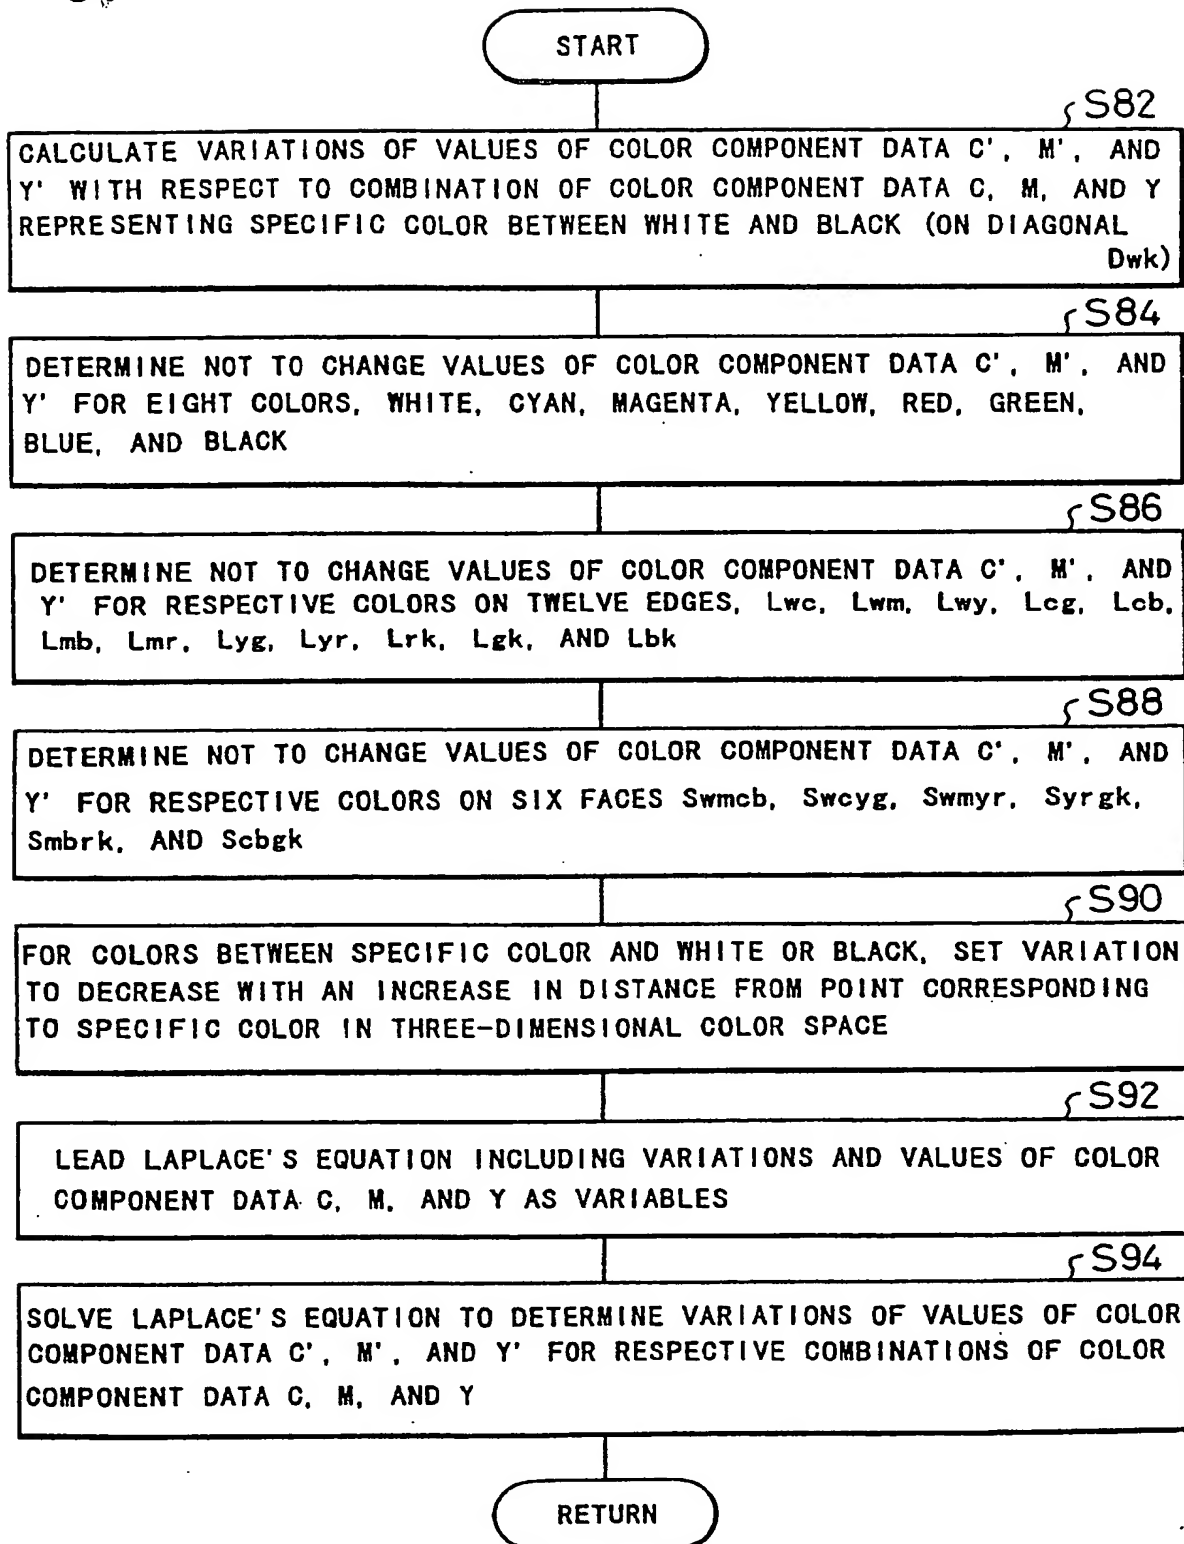 START
S82
CALCULATE VARIATIONS OF VALUES OF COLOR COMPONENT DATA C', M', AND
Y' WITH RESPECT TO COMBINATION OF COLOR COMPONENT DATA C, M, AND Y
REPRESENTING SPECIFIC COLOR BETWEEN WHITE AND BLACK (ON DIAGONAL
Dwk)
S84
DETERMINE NOT TO CHANGE VALUES OF COLOR COMPONENT DATA C', M', AND
Y' FOR EIGHT COLORS, WHITE, CYAN, MAGENTA, YELLOW, RED, GREEN,
BLUE, AND BLACK
S86
DETERMINE NOT TO CHANGE VALUES OF COLOR COMPONENT DATA C', M', AND
Y' FOR RESPECTIVE COLORS ON TWELVE EDGES, Lwc, Lwm, Lwy, Lcg, Lcb,
Lmb, Lmr, Lyg, Lyr, Lrk, Lgk, AND Lbk
S88
DETERMINE NOT TO CHANGE VALUES OF COLOR COMPONENT DATA C', M', AND
Y' FOR RESPECTIVE COLORS ON SIX FACES Swmcb, Swcyg, Swmyr, Syrgk,
Smbrk, AND Scbgk
S90
FOR COLORS BETWEEN SPECIFIC COLOR AND WHITE OR BLACK, SET VARIATION
TO DECREASE WITH AN INCREASE IN DISTANCE FROM POINT CORRESPONDING
TO SPECIFIC COLOR IN THREE-DIMENSIONAL COLOR SPACE
S92
LEAD LAPLACE'S EQUATION INCLUDING VARIATIONS AND VALUES OF COLOR
COMPONENT DATA C, M, AND Y AS VARIABLES
S94
SOLVE LAPLACE'S EQUATION TO DETERMINE VARIATIONS OF VALUES OF COLOR
COMPONENT DATA C', M', AND Y' FOR RESPECTIVE COMBINATIONS OF COLOR
COMPONENT DATA C, M, AND Y
RETURN